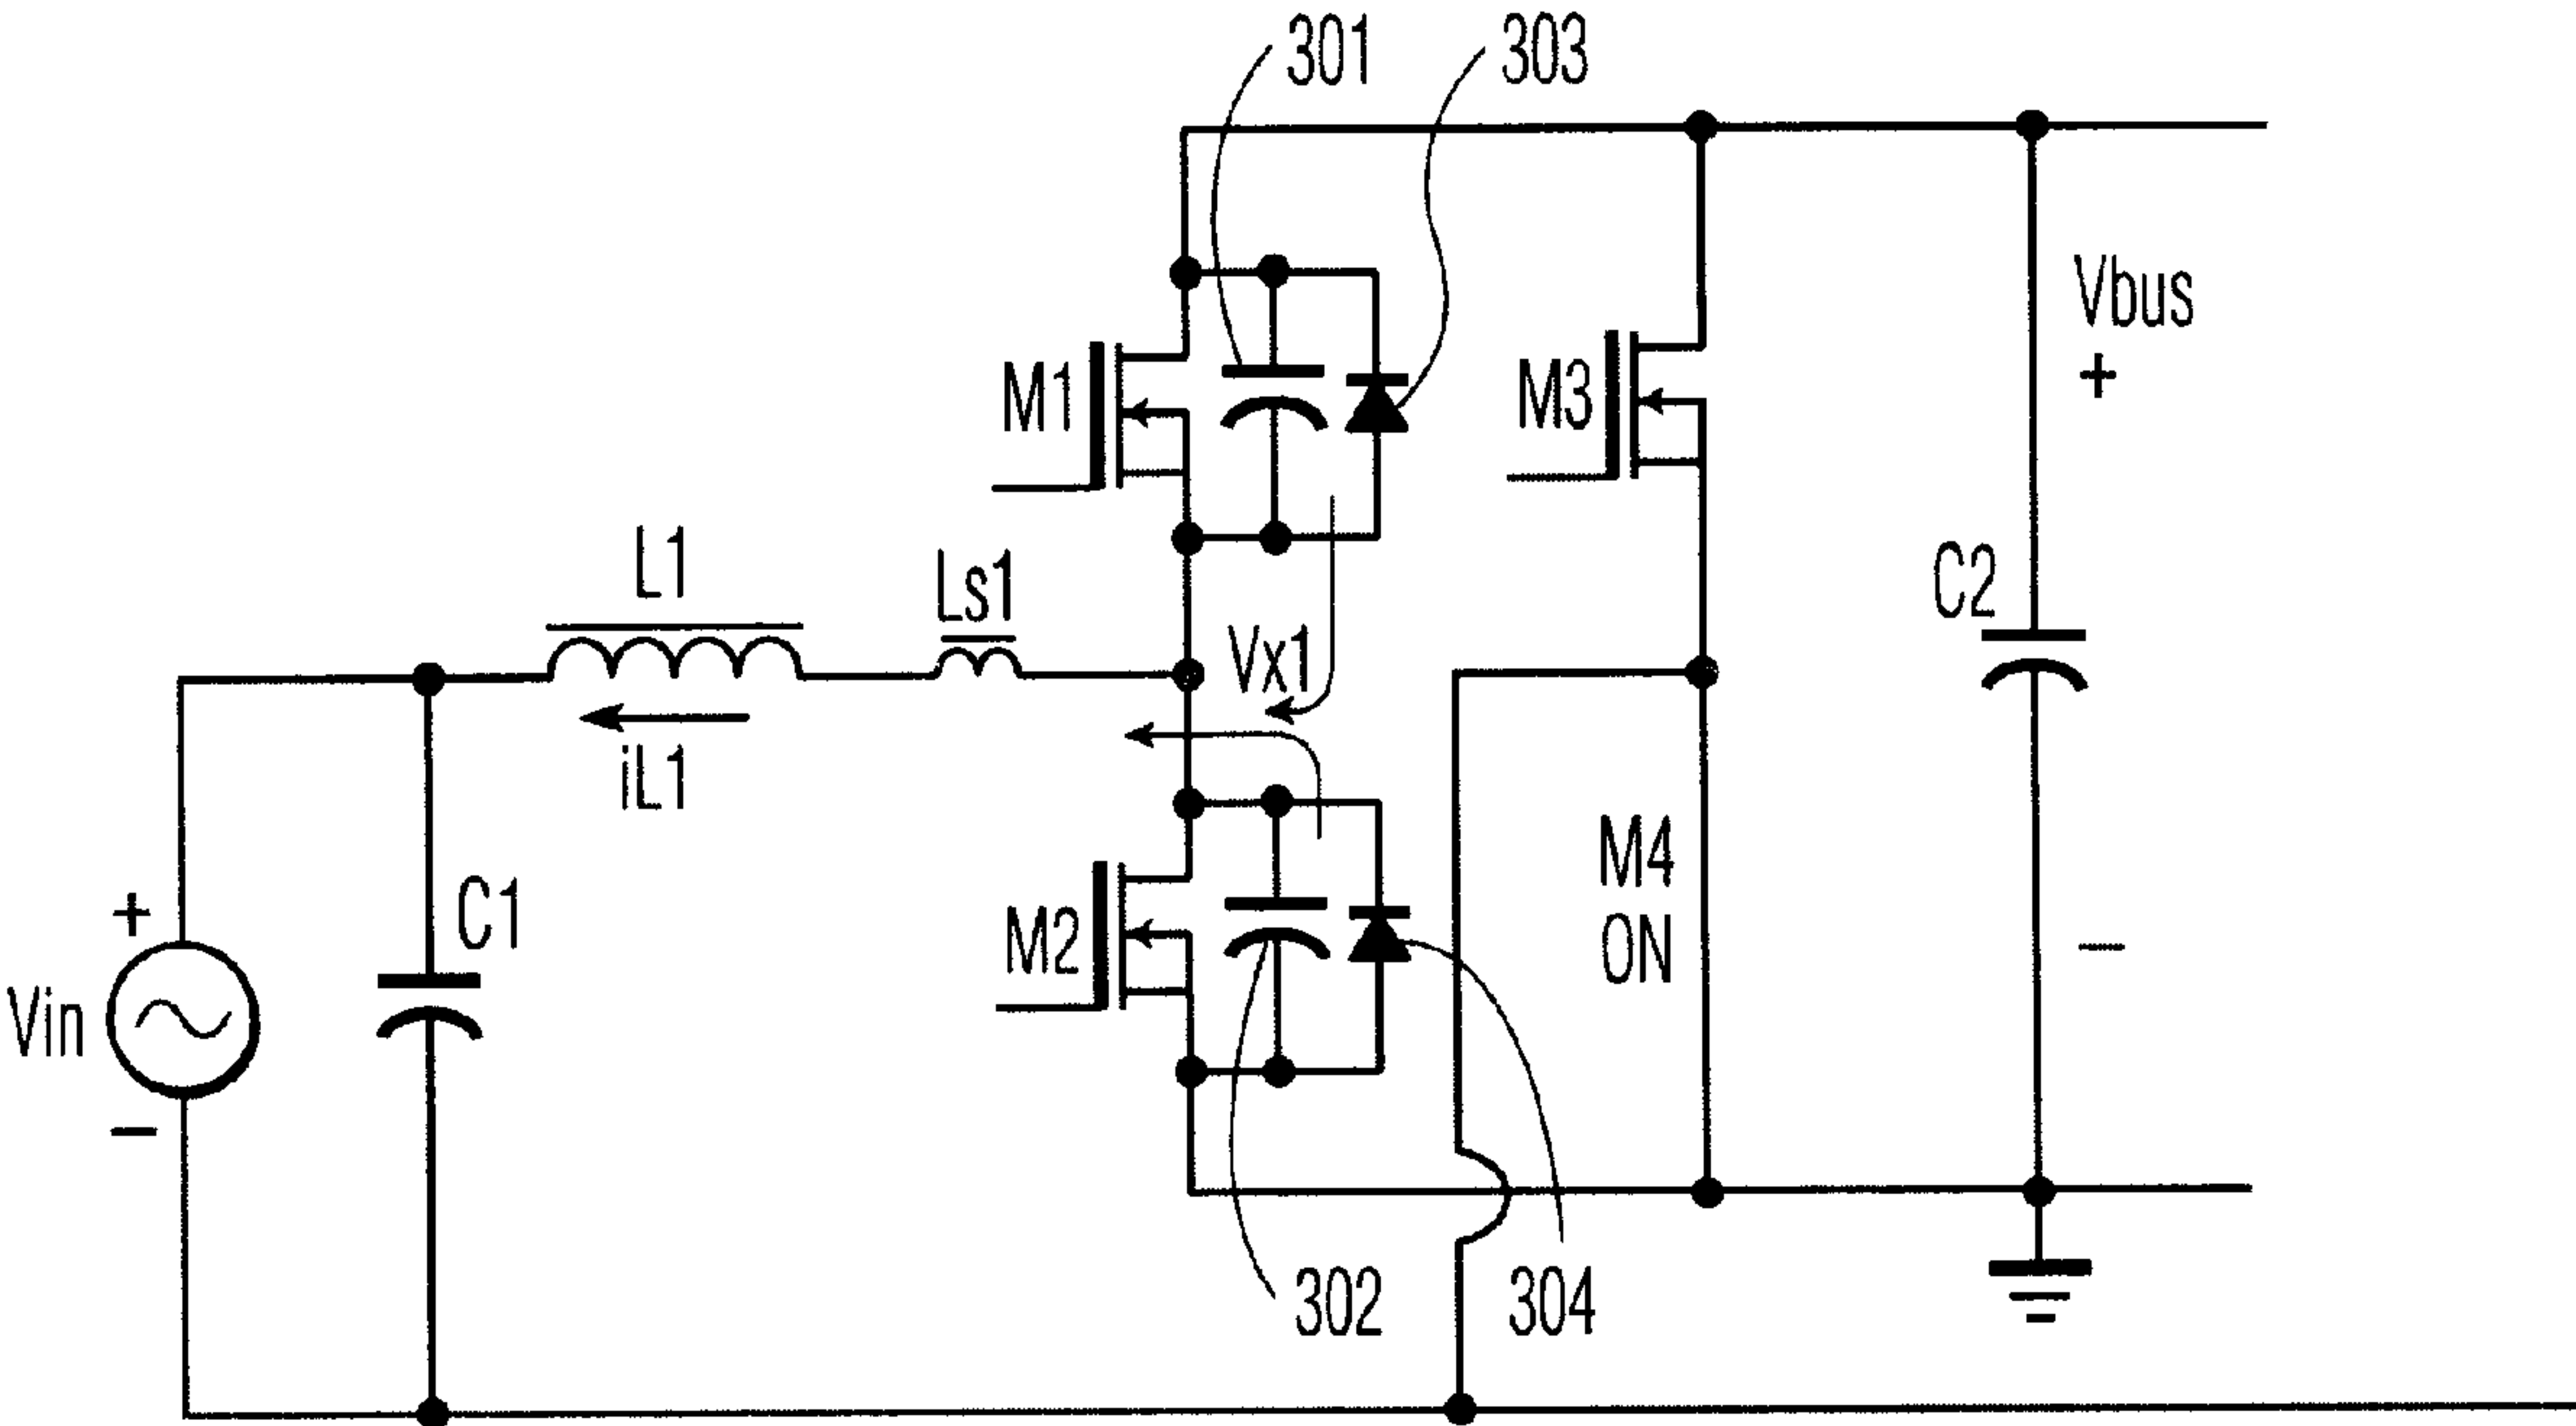 301
303
Vbus
+
M1
M3
L1
Ls1
C2
Vx1
iL1
M4
ON
C1
M2
+
Vin
−
−
302
304